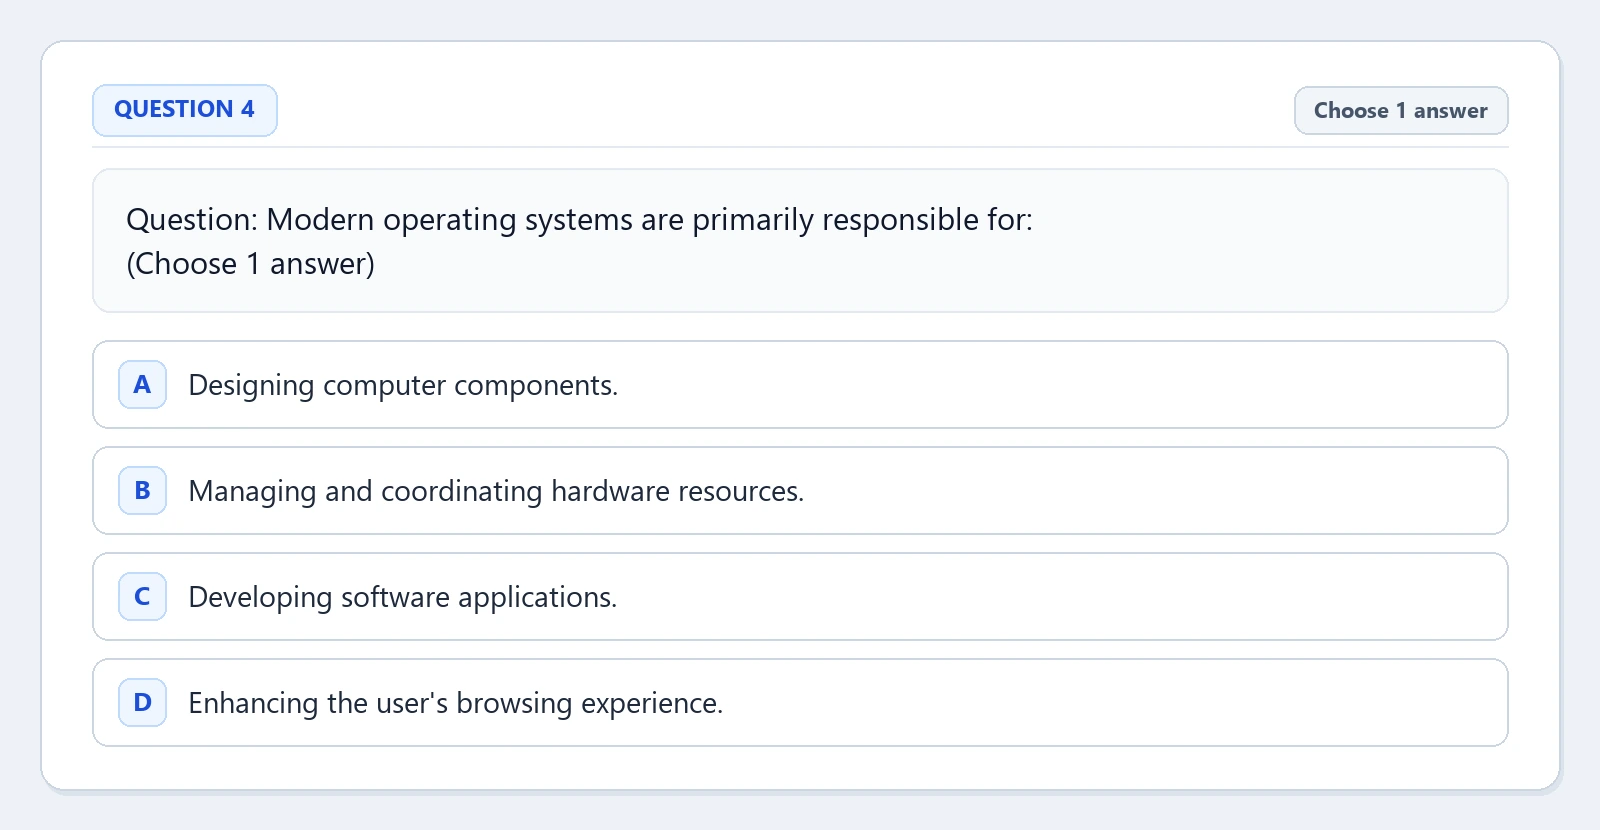 QUESTION 4
Choose 1 answer
Question: Modern operating systems are primarily responsible for:
(Choose 1 answer)
A Designing computer components.
B Managing and coordinating hardware resources.
C Developing software applications.
D Enhancing the user's browsing experience.